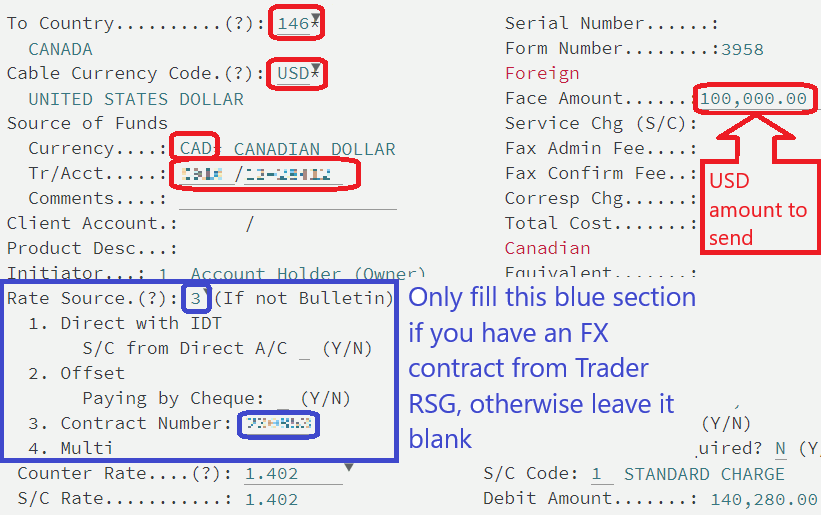 To Country..........(?): 146* Serial Number......:
CANADA Form Number........:3958
Cable Currency Code.(?): USD* Foreign
UNITED STATES DOLLAR Face Amount......: 100,000.00
Source of Funds Service Chg (S/C):
Currency....: CAD* CANADIAN DOLLAR Fax Admin Fee....:
Tr/Acct.....: / Fax Confirm Fee..:
Comments....: Corresp Chg......:
Client Account.: / Total Cost.......:
Product Desc...: Canadian
Initiator...: 1 Account Holder (Owner) Equivalent.......:
USD
amount to
send
Rate Source.(?): 3 (If not Bulletin)
1. Direct with IDT
S/C from Direct A/C _ (Y/N)
2. Offset
Paying by Cheque: _ (Y/N)
3. Contract Number:
4. Multi
Only fill this blue section
if you have an FX
contract from Trader
RSG, otherwise leave it
blank
(Y/N)
uired? N (Y/
Counter Rate....(?): 1.402 S/C Code: 1 STANDARD CHARGE
S/C Rate...........: 1.402 Debit Amount.......: 140,280.00